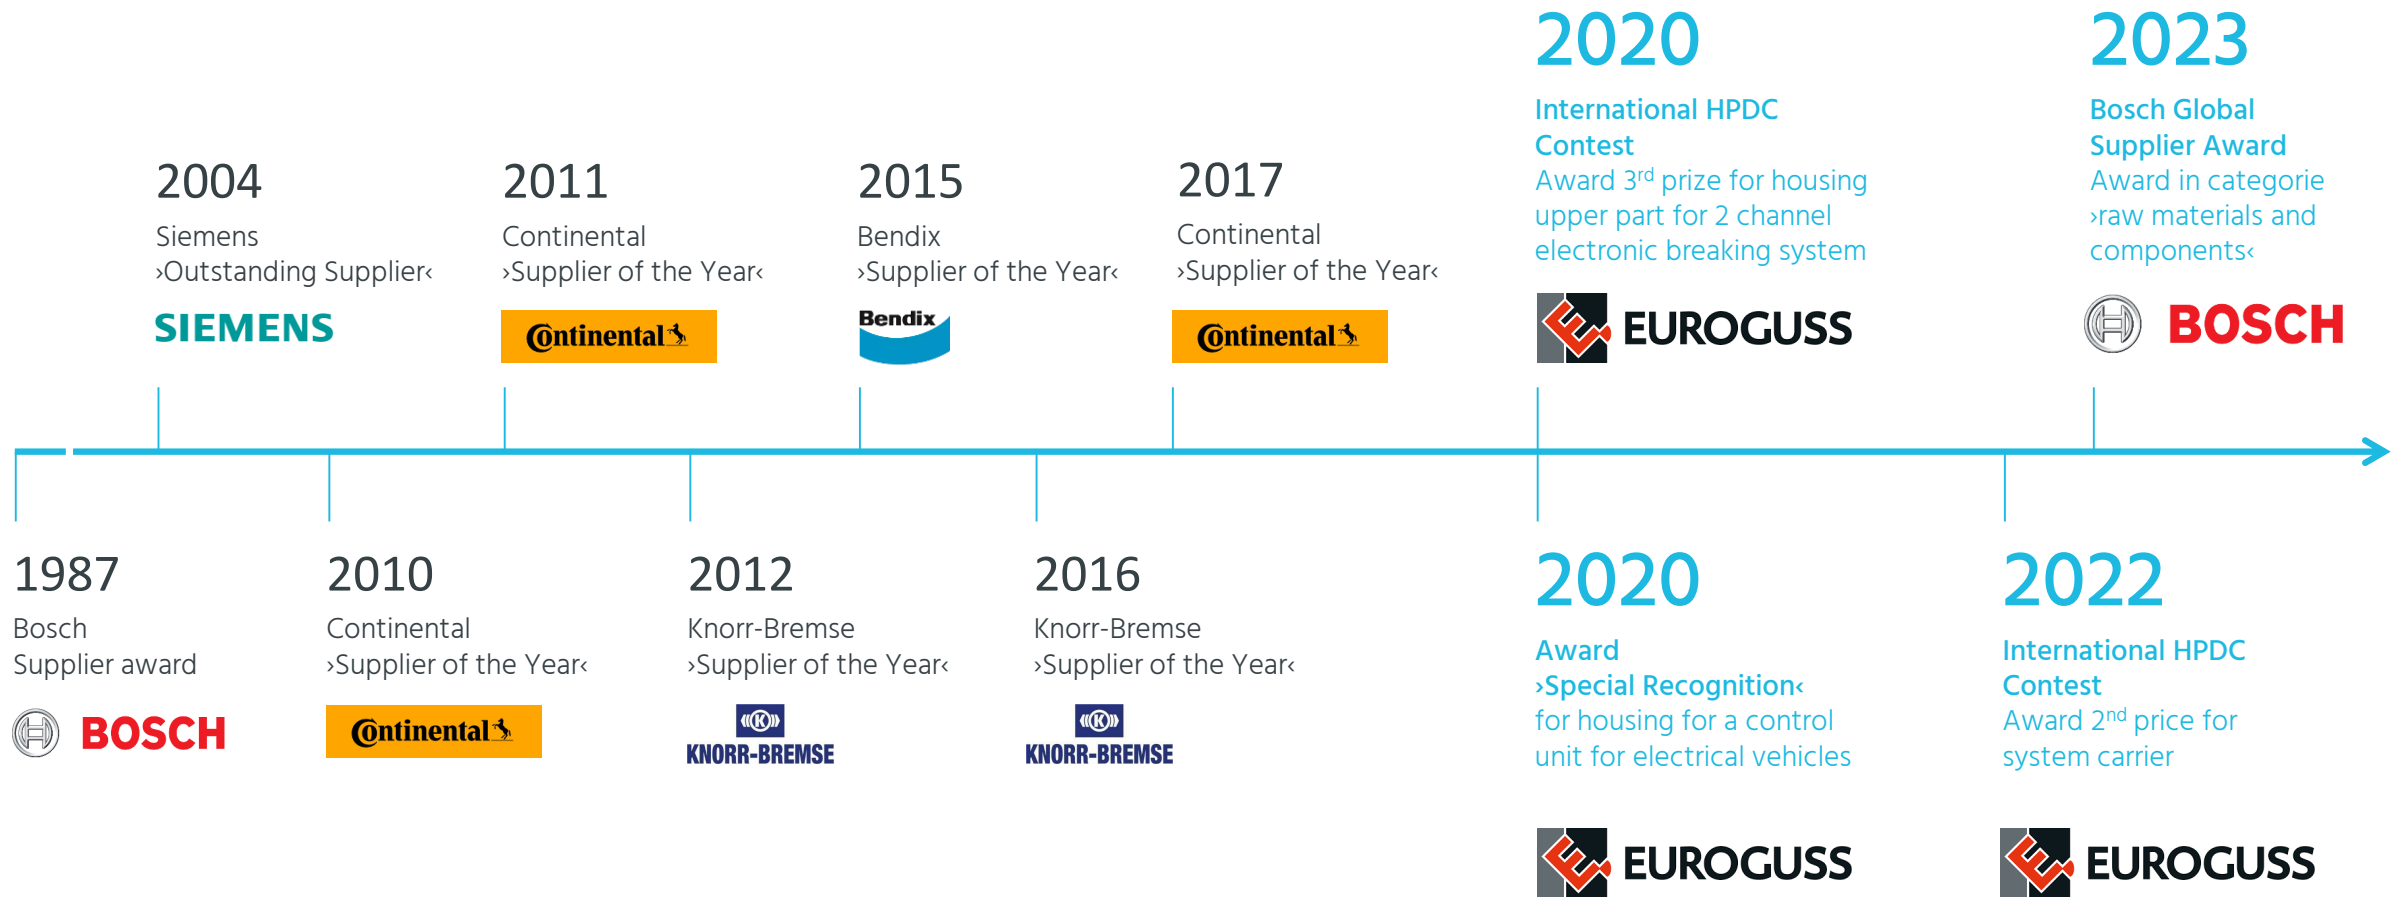 2004
Siemens
›Outstanding Supplier‹
SIEMENS
2011
Continental
›Supplier of the Year‹
Continental
2015
Bendix
›Supplier of the Year‹
Bendix
2017
Continental
›Supplier of the Year‹
Continental
2020
International HPDC
Contest
Award 3rd prize for housing
upper part for 2 channel
electronic breaking system
EUROGUSS
2023
Bosch Global
Supplier Award
Award in categorie
›raw materials and
components‹
BOSCH
1987
Bosch
Supplier award
BOSCH
2010
Continental
›Supplier of the Year‹
Continental
2012
Knorr-Bremse
›Supplier of the Year‹
K
KNORR-BREMSE
2016
Knorr-Bremse
›Supplier of the Year‹
K
KNORR-BREMSE
2020
Award
›Special Recognition‹
for housing for a control
unit for electrical vehicles
EUROGUSS
2022
International HPDC
Contest
Award 2nd price for
system carrier
EUROGUSS